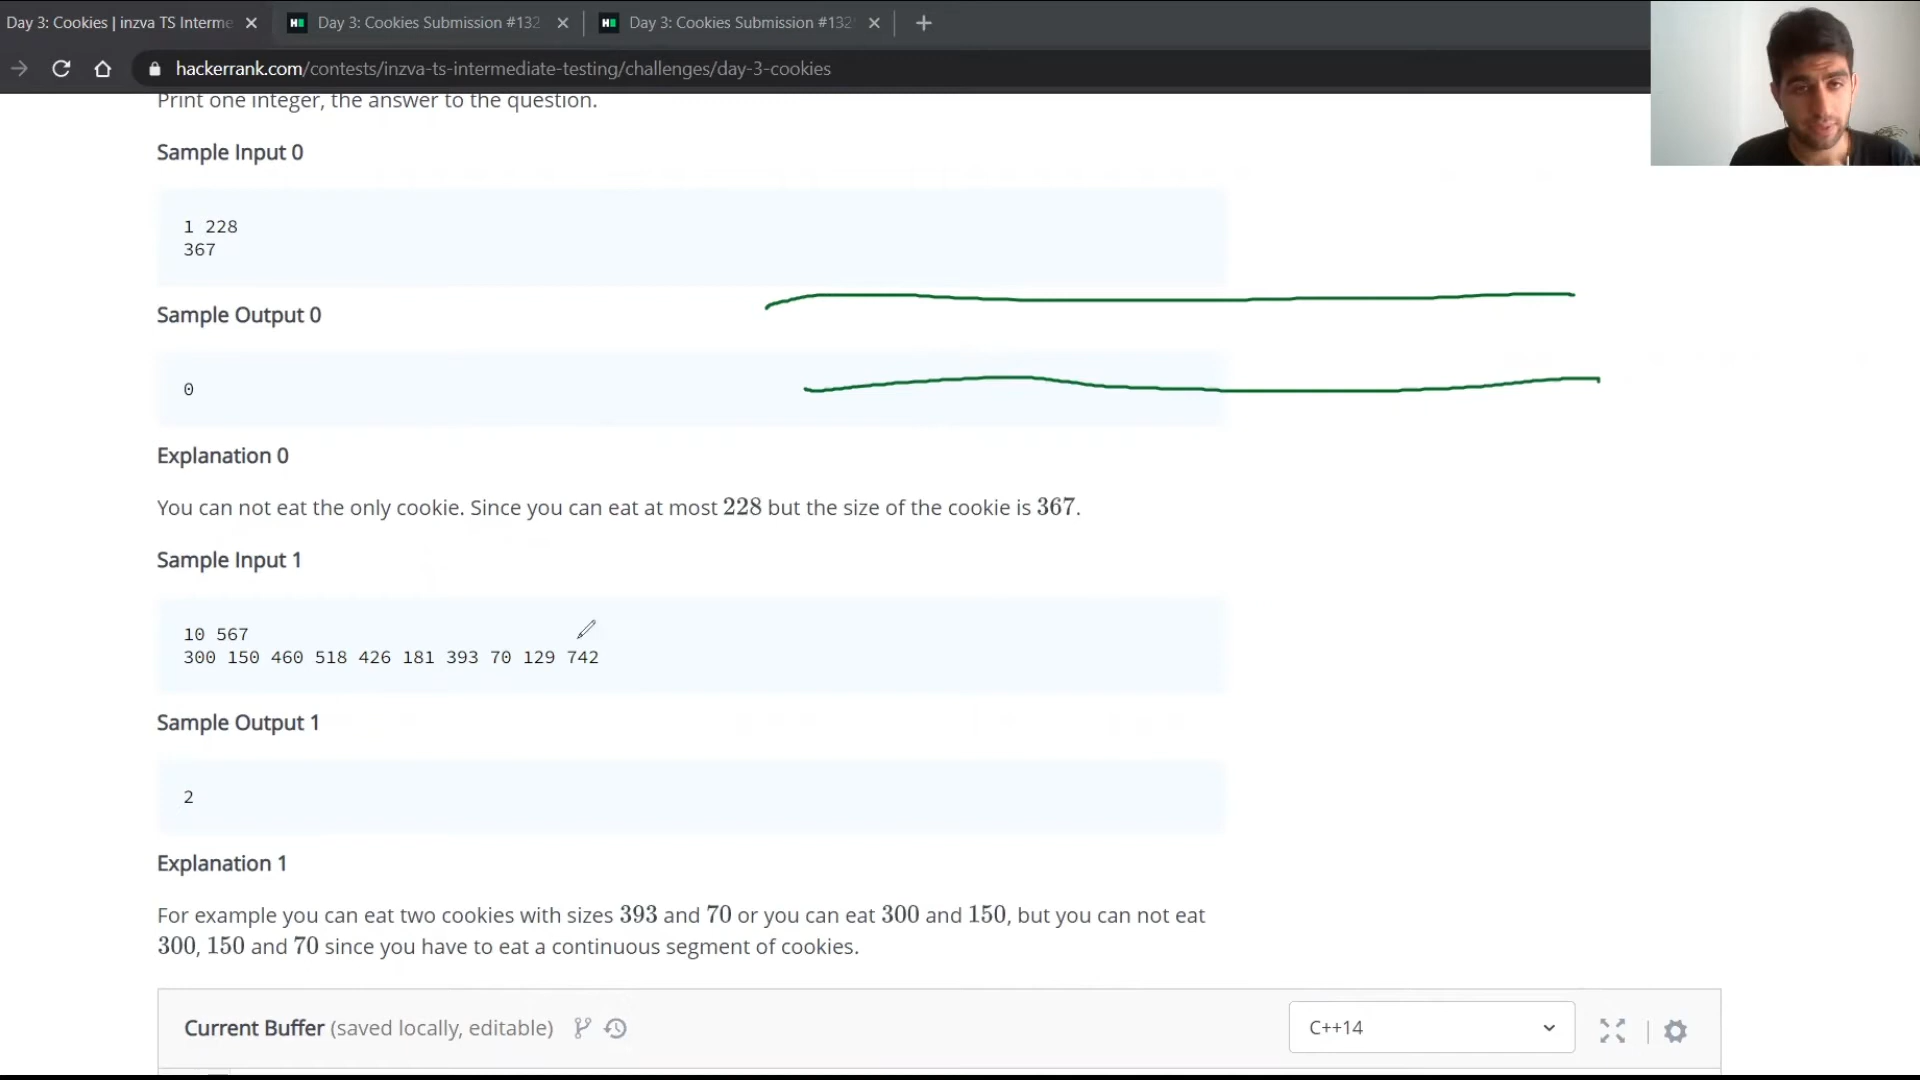 Day 3: Cookies | inzva TS Interme
Day 3: Cookies Submission #132
Day 3: Cookies Submission #132
hackerrank.com/contests/inzva-ts-intermediate-testing/challenges/day-3-cookies
Print one integer, the answer to the question.
Sample Input 0
1 228
367
Sample Output 0
0
Explanation 0
You can not eat the only cookie. Since you can eat at most 228 but the size of the cookie is 367.
Sample Input 1
10 567
300 150 460 518 426 181 393 70 129 742
Sample Output 1
2
Explanation 1
For example you can eat two cookies with sizes 393 and 70 or you can eat 300 and 150, but you can not eat
300, 150 and 70 since you have to eat a continuous segment of cookies.
Current Buffer (saved locally, editable)
C++14